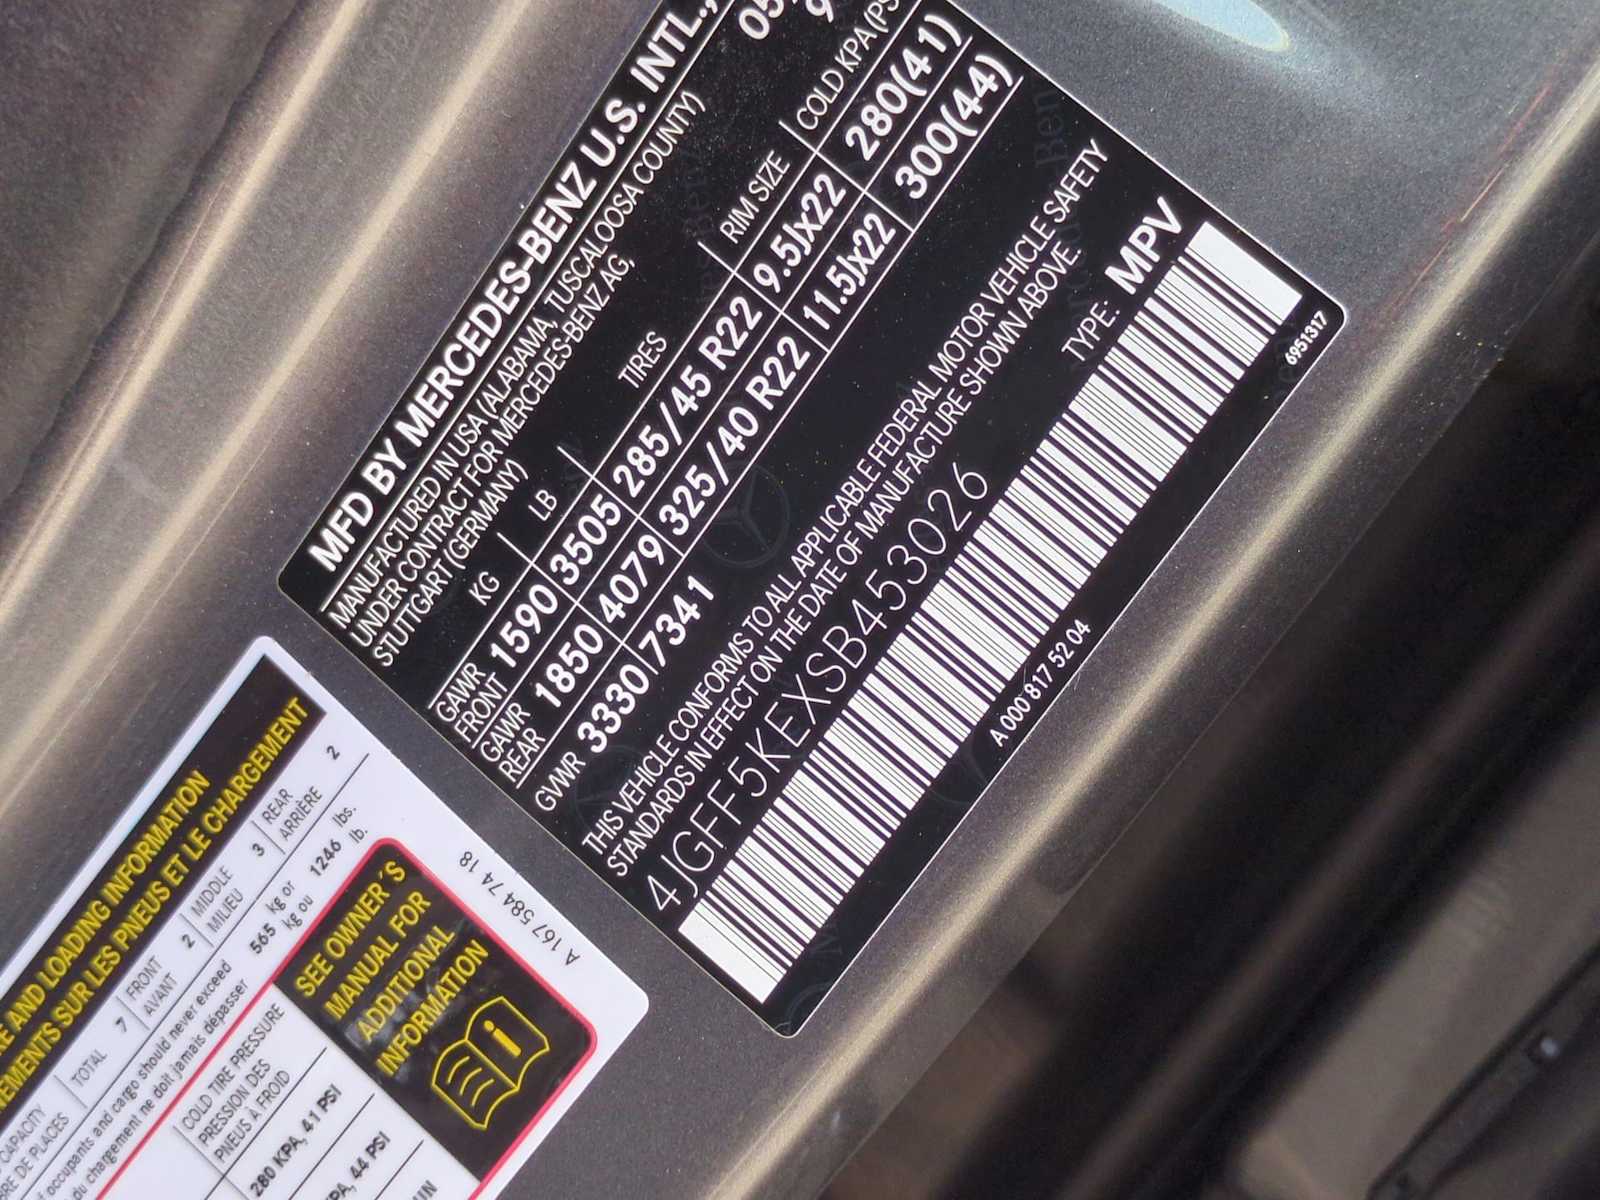 MFD BY MERCEDES-BENZ U.S. INTL.,
MANUFACTURED IN USA (ALABAMA, TUSCALOOSA COUNTY)
UNDER CONTRACT FOR MERCEDES-BENZ AG,
STUTTGART (GERMANY)
KG LB TIRES RIM SIZE COLD KPA (PS
GAWR FRONT 1590 3505 285/45 R22 9.5Jx22 280(41)
GAWR REAR 1850 4079 325/40 R22 11.5Jx22 300(44)
GVWR 3330 7341
THIS VEHICLE CONFORMS TO ALL APPLICABLE FEDERAL MOTOR VEHICLE SAFETY
STANDARDS IN EFFECT ON THE DATE OF MANUFACTURE SHOWN ABOVE.
4JGFF5KEXSB453026 TYPE: MPV
A 000 817 52 04
6951317
AND LOADING INFORMATION
SUR LES PNEUS ET LE CHARGEMENT
CAPACITY TOTAL 7 FRONT 2 MIDDLE 3 REAR 2
DE PLACES AVANT MILIEU ARRIÈRE
occupants and cargo should never exceed 565 kg or 1246 lbs.
du chargement ne doit jamais dépasser kg ou lb.
COLD TIRE PRESSURE
PRESSION DES
PNEUS À FROID
280 KPA, 41 PSI
44 PSI
SEE OWNER'S
MANUAL FOR
ADDITIONAL
INFORMATION
A 167 584 74 18